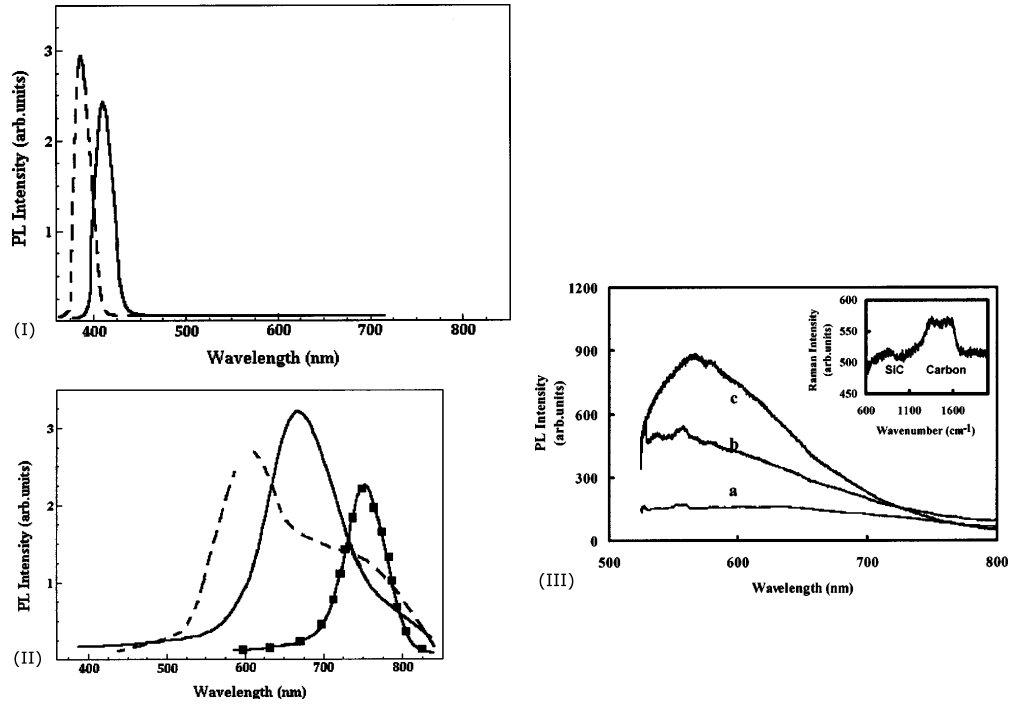 PL Intensity (arb.units)
3
2
1
400
500
600
700
800
(I)
Wavelength (nm)
PL Intensity (arb.units)
3
2
1
400
500
600
700
800
(II)
Wavelength (nm)
PL Intensity
(arb.units)
1200
900
600
300
0
500
600
700
800
(III)
Wavelength (nm)
a
b
c
Raman Intensity
(arb.units)
600
550
500
450
SiC
Carbon
600
1100
1600
Wavenumber (cm-1)